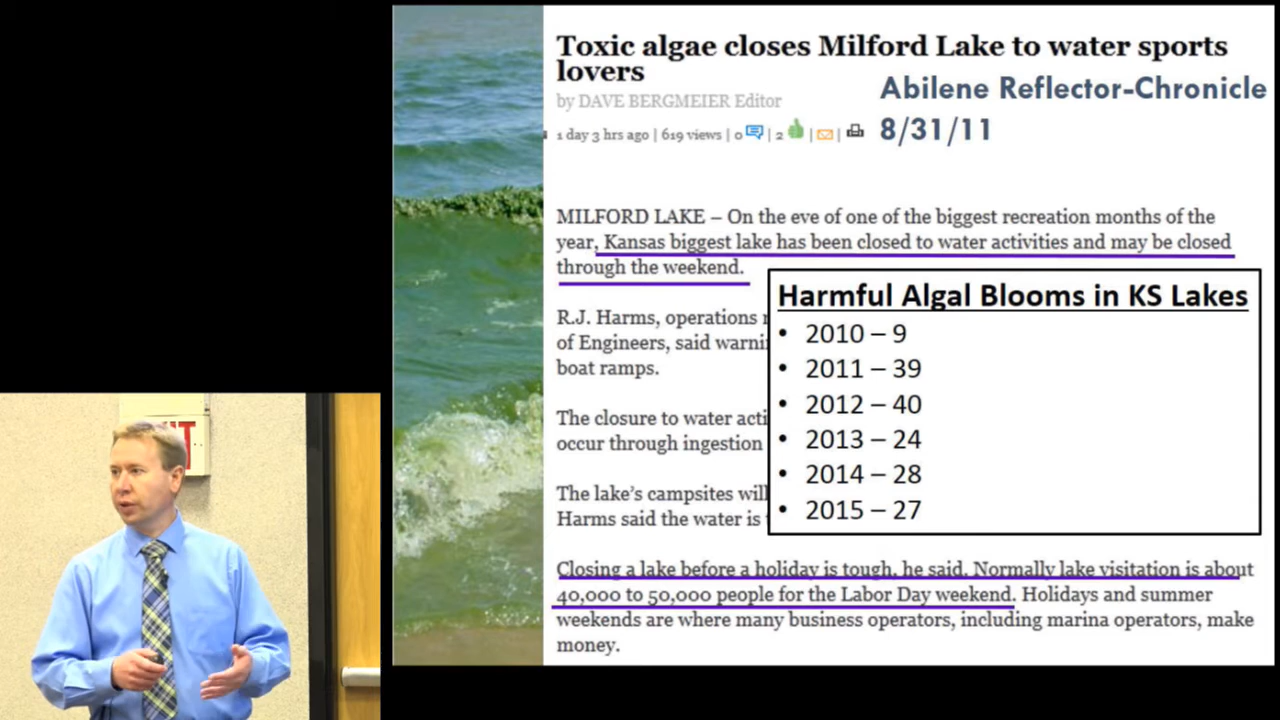 Toxic algae closes Milford Lake to water sports
lovers
by DAVE BERGMEIER Editor
Abilene Reflector-Chronicle
1 day 3 hrs ago | 619 views | 0 | 2 | |
8/31/11
MILFORD LAKE – On the eve of one of the biggest recreation months of the
year, Kansas biggest lake has been closed to water activities and may be closed
through the weekend.
R.J. Harms, operations
of Engineers, said
boat ramps.
The closure to water
occur through ingestion
The lake's campsites
Harms said the water is
Harmful Algal Blooms in KS Lakes
• 2010 – 9
• 2011 – 39
• 2012 – 40
• 2013 – 24
• 2014 – 28
• 2015 – 27
Closing a lake before a holiday is tough, he said. Normally lake visitation is about
40,000 to 50,000 people for the Labor Day weekend. Holidays and summer
weekends are where many business operators, including marina operators, make
money.